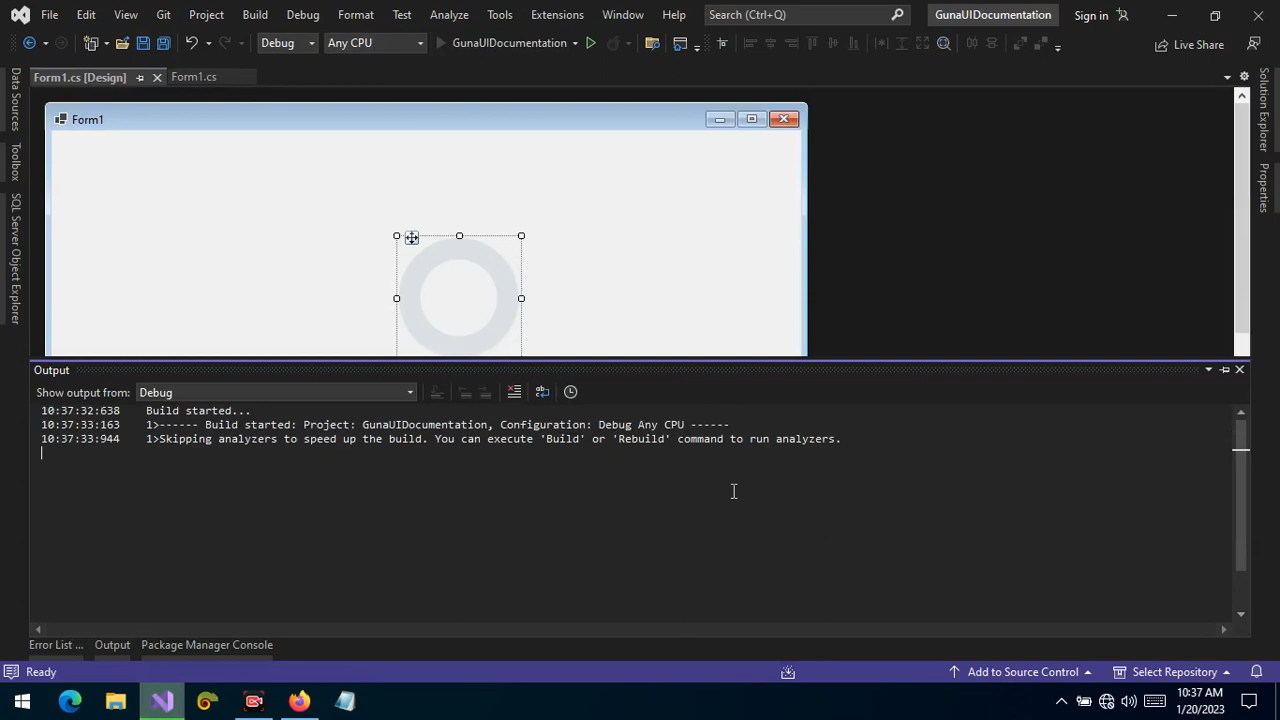 File Edit View Git Project Build Debug Format Test Analyze Tools Extensions Window Help Search (Ctrl+Q) GunaUIDocumentation Sign in
Debug Any CPU GunaUIDocumentation Live Share
Form1.cs [Design] Form1.cs
Data Sources
Toolbox
SQL Server Object Explorer
Solution Explorer
Properties
Form1
Output
Show output from: Debug
10:37:32:638 Build started...
10:37:33:163 1>------ Build started: Project: GunaUIDocumentation, Configuration: Debug Any CPU ------
10:37:33:944 1>Skipping analyzers to speed up the build. You can execute 'Build' or 'Rebuild' command to run analyzers.
Error List ... Output Package Manager Console
Ready Add to Source Control Select Repository
10:37 AM
1/20/2023